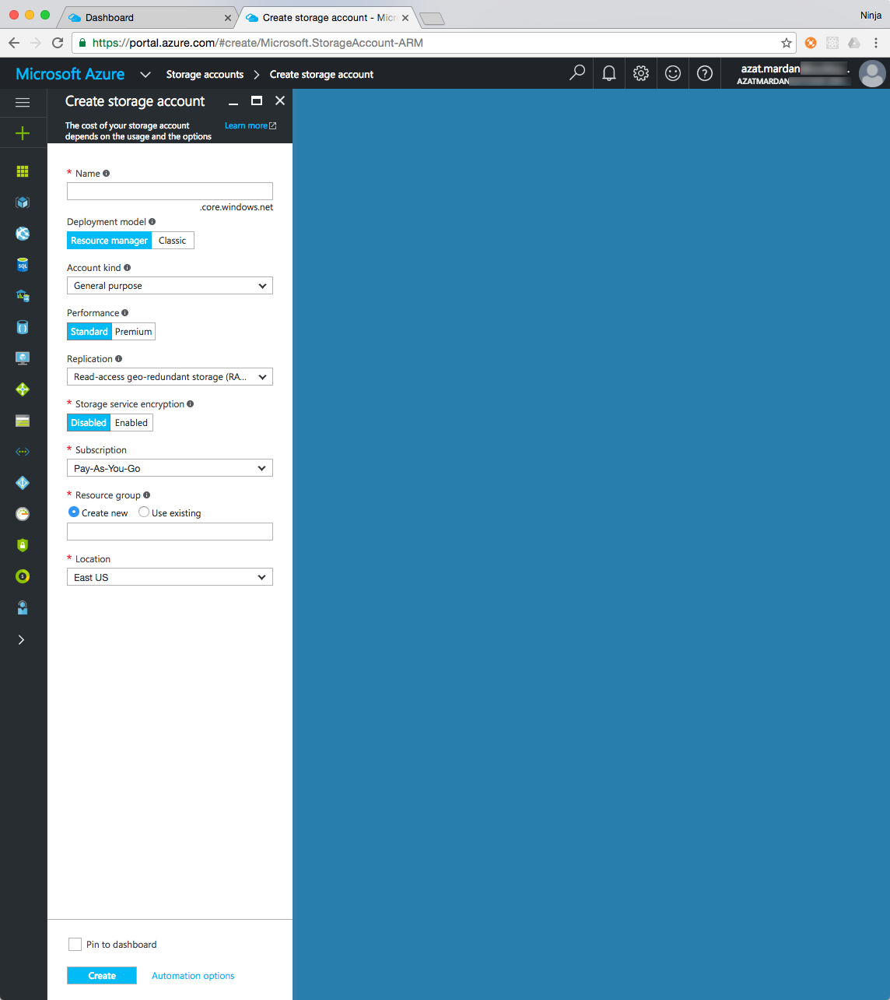 Ninja
Dashboard
Create storage account - Micr
https://portal.azure.com/#create/Microsoft.StorageAccount-ARM
Microsoft Azure
Storage accounts
Create storage account
azat.mardan
AZATMARDAN
Create storage account
The cost of your storage account
depends on the usage and the options
Learn more
* Name
.core.windows.net
Deployment model
Resource manager Classic
Account kind
General purpose
Performance
Standard Premium
Replication
Read-access geo-redundant storage (RA...
* Storage service encryption
Disabled Enabled
* Subscription
Pay-As-You-Go
* Resource group
Create new Use existing
* Location
East US
Pin to dashboard
Create Automation options
SQL